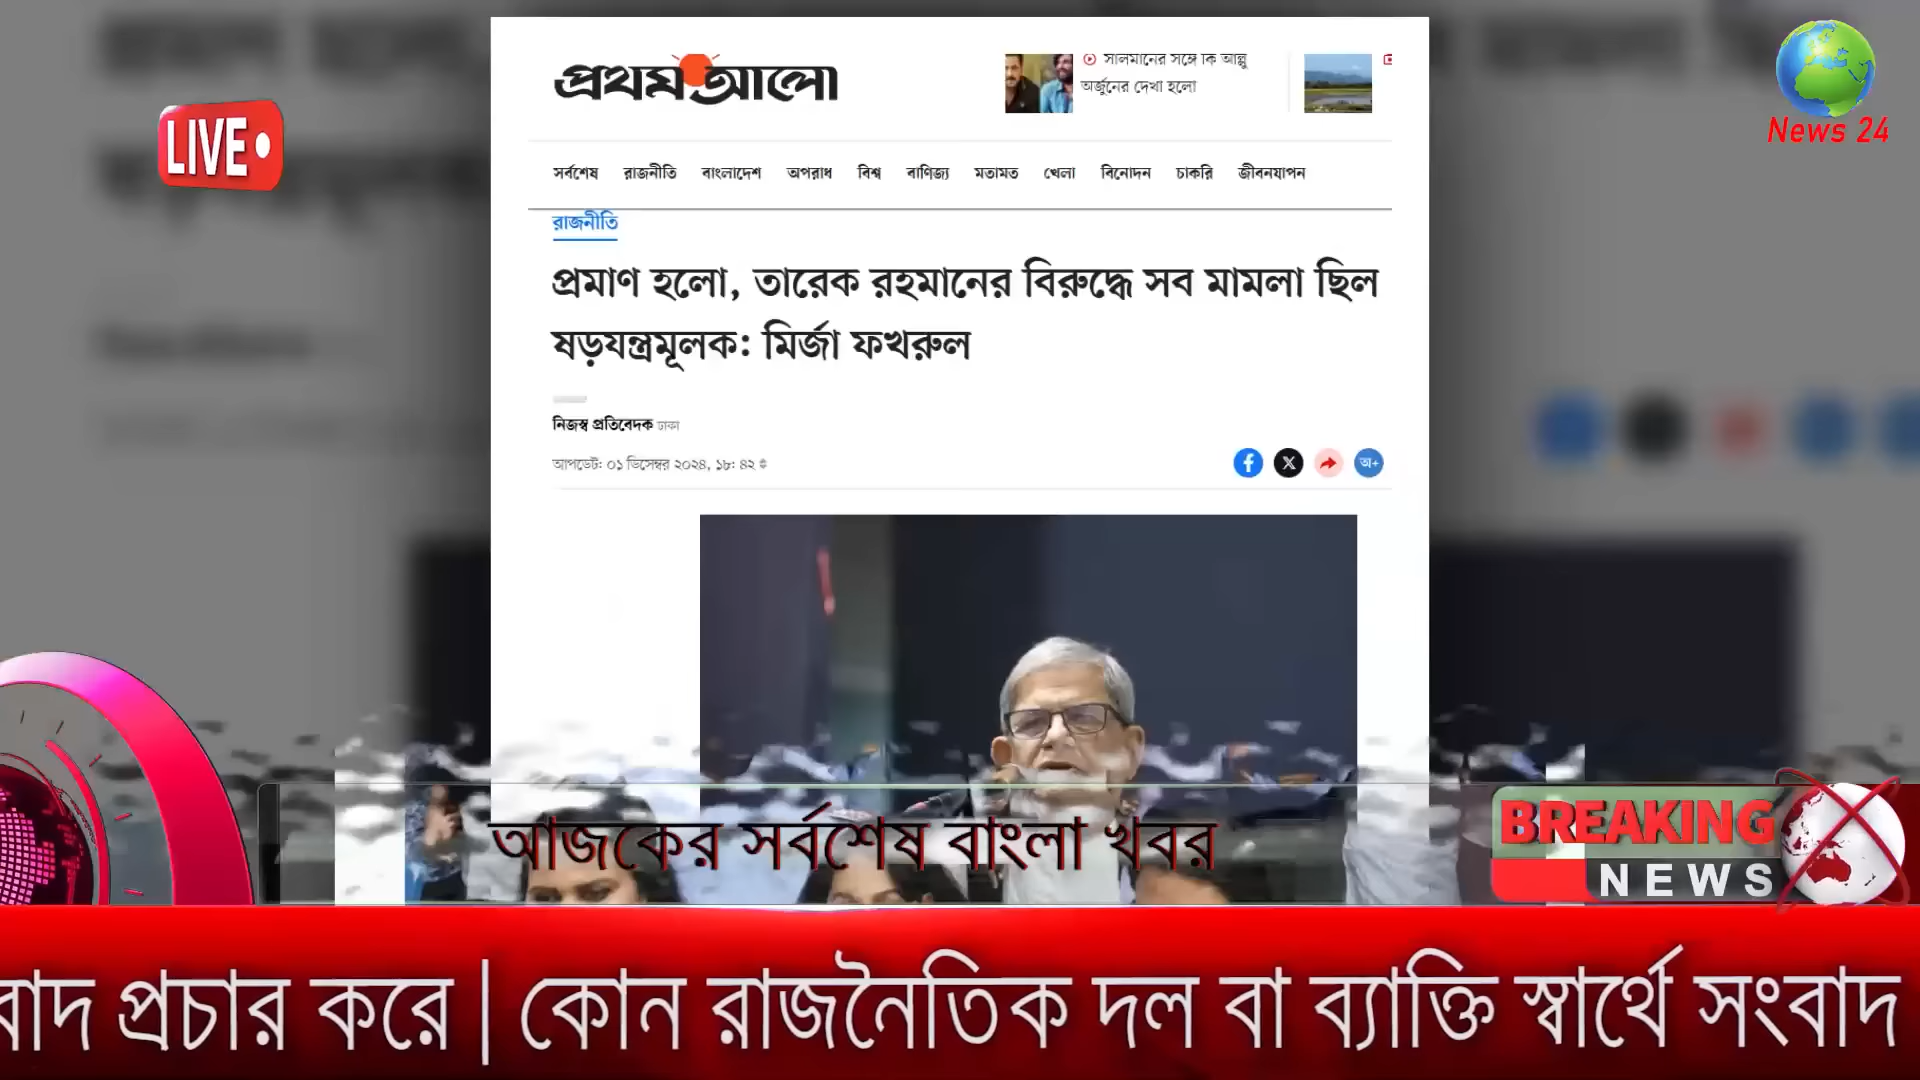 প্রথম আলো
সালমানের সঙ্গে কি আল্লু
অর্জুনের দেখা হলো
LIVE
News 24
সর্বশেষ রাজনীতি বাংলাদেশ অপরাধ বিশ্ব বাণিজ্য মতামত খেলা বিনোদন চাকরি জীবনযাপন
রাজনীতি
প্রমাণ হলো, তারেক রহমানের বিরুদ্ধে সব মামলা ছিল
ষড়যন্ত্রমূলক: মির্জা ফখরুল
নিজস্ব প্রতিবেদক ঢাকা
আপডেট: ০১ ডিসেম্বর ২০২৪, ১৮: ৪২
অ+
আজকের সর্বশেষ বাংলা খবর
BREAKING
NEWS
বাদ প্রচার করে | কোন রাজনৈতিক দল বা ব্যাক্তি স্বার্থে সংবাদ